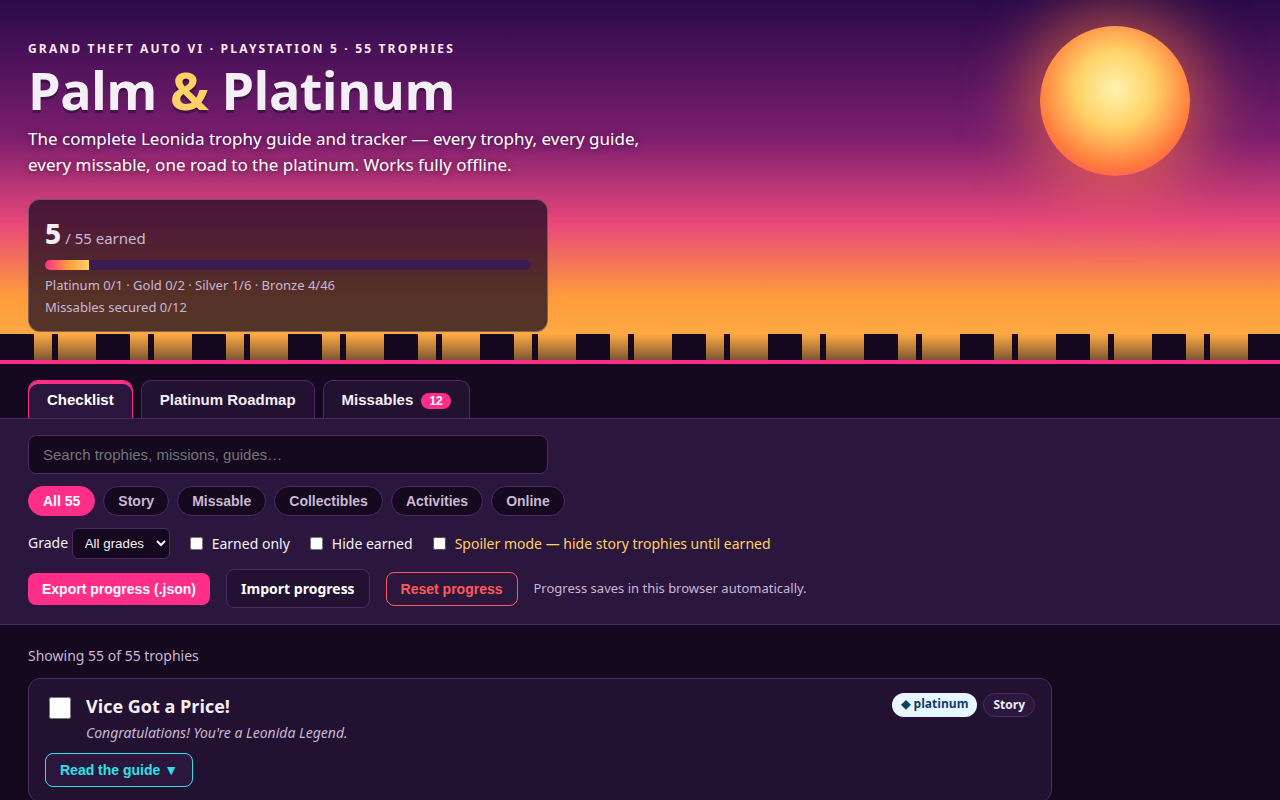 GRAND THEFT AUTO VI · PLAYSTATION 5 · 55 TROPHIES
Palm & Platinum
The complete Leonida trophy guide and tracker — every trophy, every guide,
every missable, one road to the platinum. Works fully offline.
5 / 55 earned
Platinum 0/1 · Gold 0/2 · Silver 1/6 · Bronze 4/46
Missables secured 0/12
Checklist
Platinum Roadmap
Missables 12
Search trophies, missions, guides…
All 55
Story
Missable
Collectibles
Activities
Online
Grade All grades
Earned only
Hide earned
Spoiler mode — hide story trophies until earned
Export progress (.json)
Import progress
Reset progress
Progress saves in this browser automatically.
Showing 55 of 55 trophies
Vice Got a Price!
◆ platinum
Story
Congratulations! You're a Leonida Legend.
Read the guide ▼